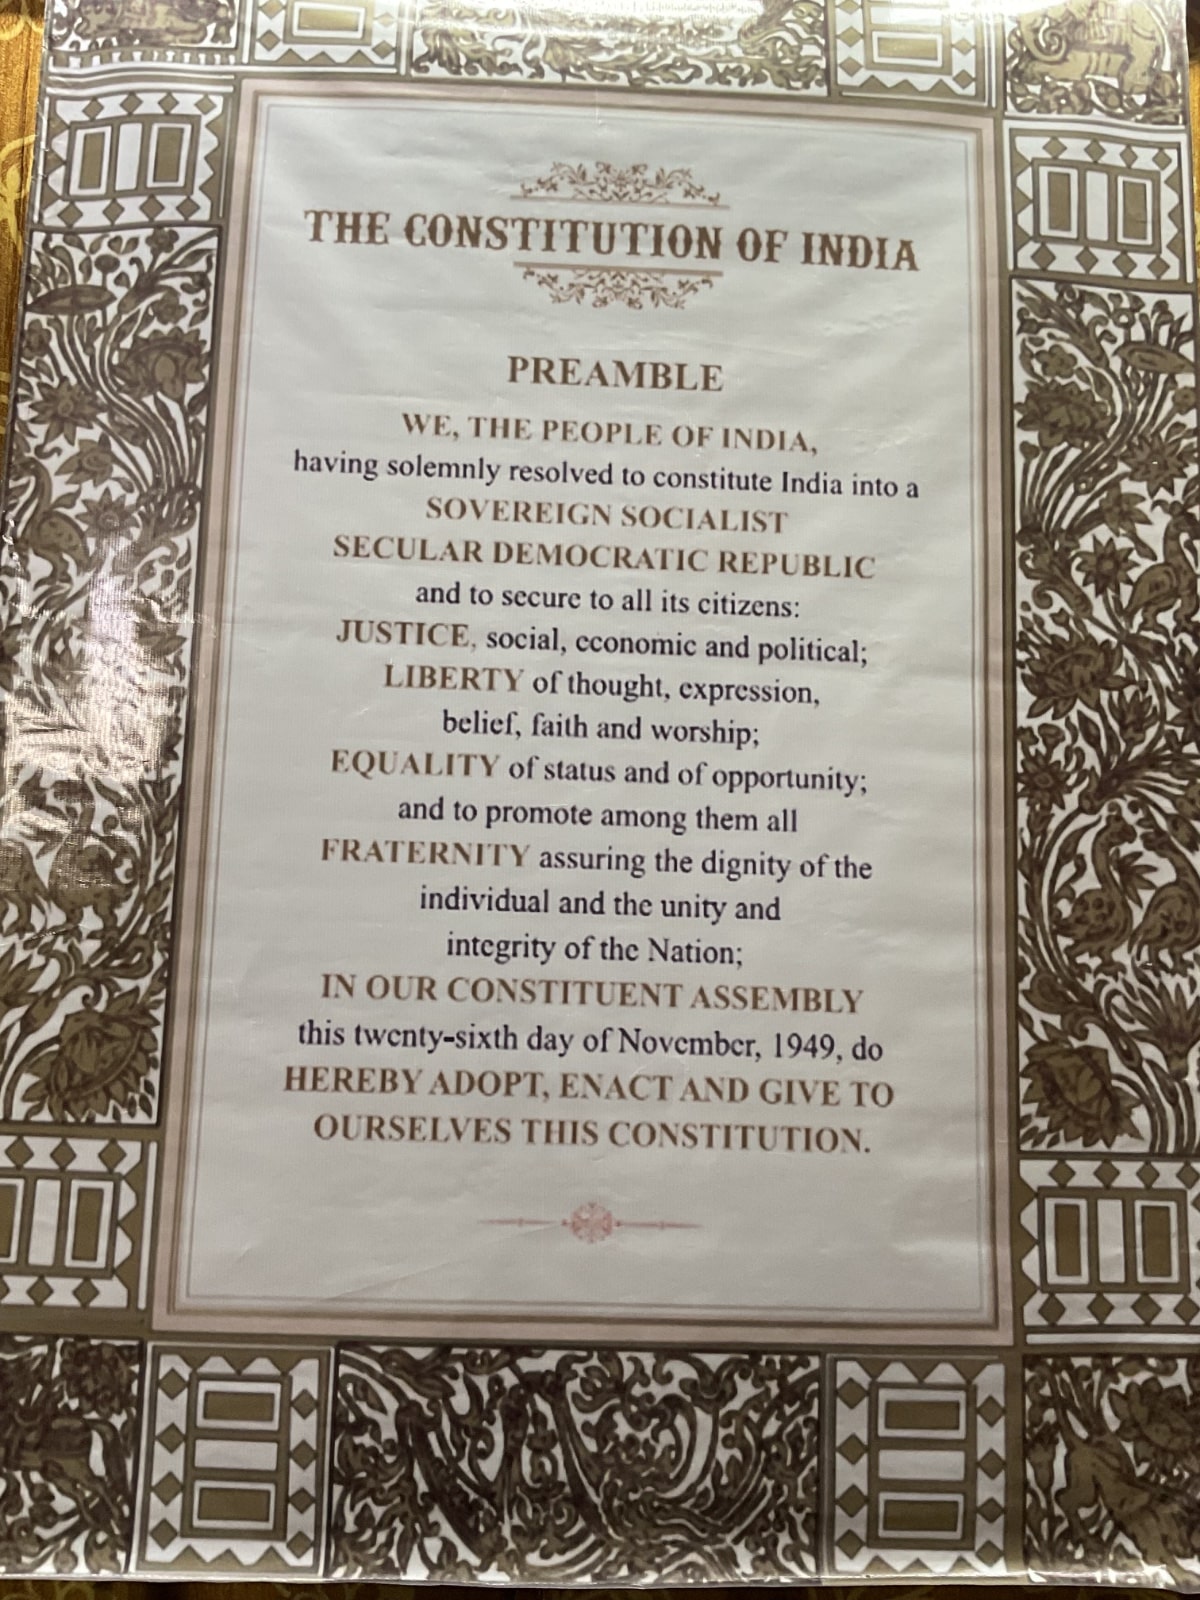 THE CONSTITUTION OF INDIA
PREAMBLE
WE, THE PEOPLE OF INDIA,
having solemnly resolved to constitute India into a
SOVEREIGN SOCIALIST
SECULAR DEMOCRATIC REPUBLIC
and to secure to all its citizens:
JUSTICE, social, economic and political;
LIBERTY of thought, expression,
belief, faith and worship;
EQUALITY of status and of opportunity;
and to promote among them all
FRATERNITY assuring the dignity of the
individual and the unity and
integrity of the Nation;
IN OUR CONSTITUENT ASSEMBLY
this twenty-sixth day of November, 1949, do
HEREBY ADOPT, ENACT AND GIVE TO
OURSELVES THIS CONSTITUTION.